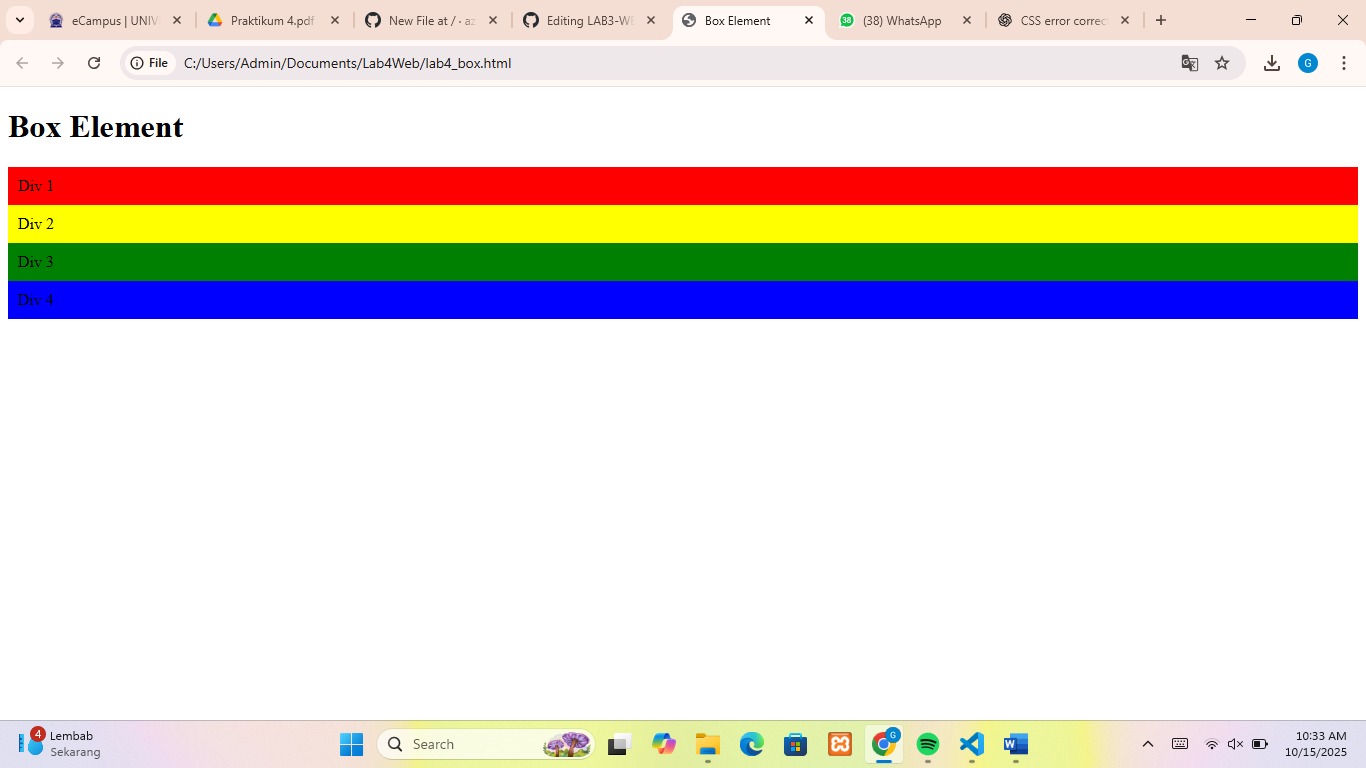 eCampus | UNIV
Praktikum 4.pdf
New File at / · az
Editing LAB3-WE
Box Element
38
(38) WhatsApp
CSS error correc
File
C:/Users/Admin/Documents/Lab4Web/lab4_box.html
G
Box Element
Div 1
Div 2
Div 3
Div 4
4
Lembab
Sekarang
Search
G
10:33 AM
10/15/2025